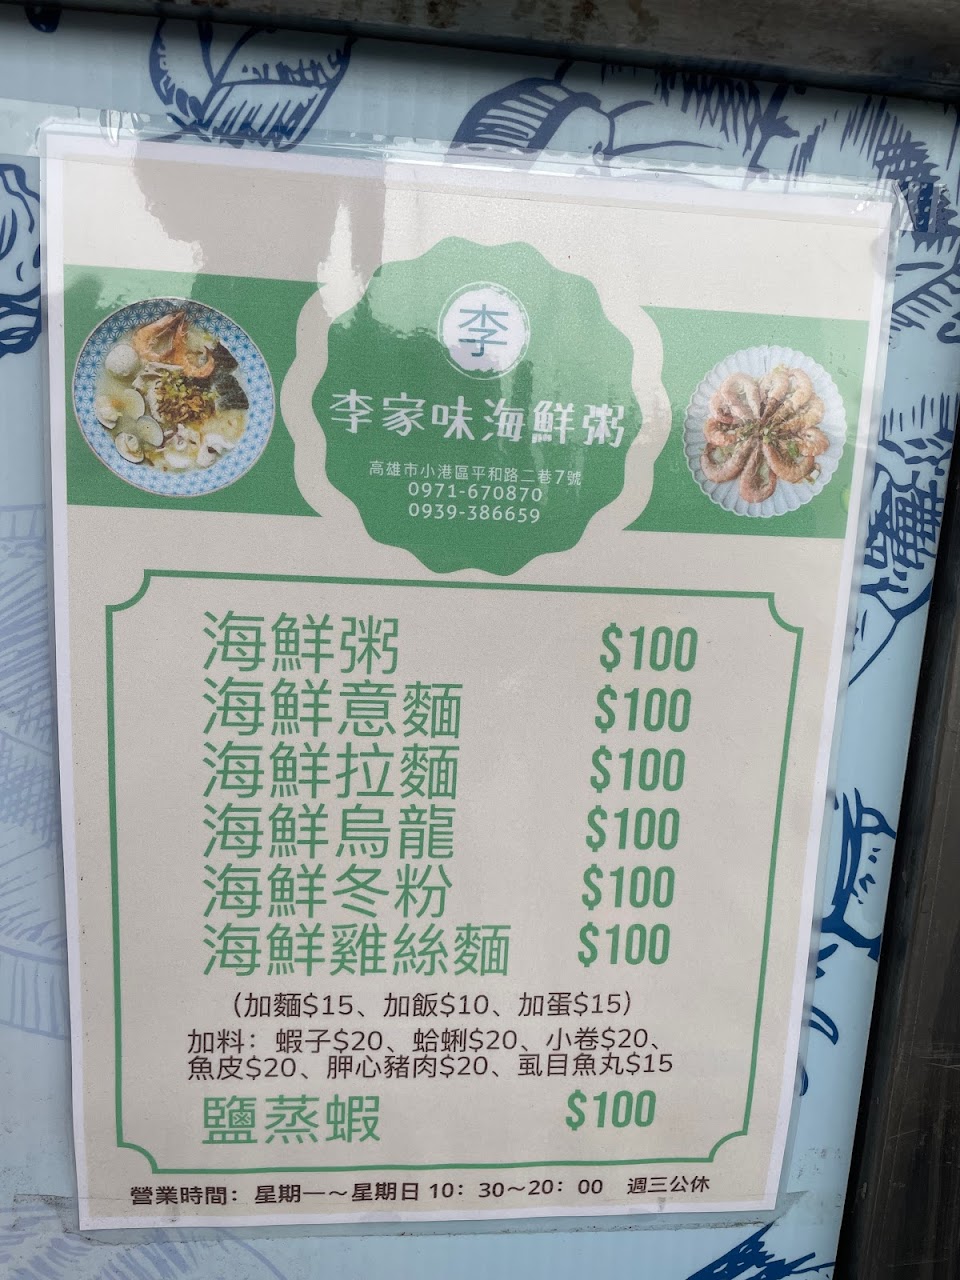 李
李家味海鮮粥
高雄市小港區平和路二巷7號
0971-670870
0939-386659
海鮮粥 $100
海鮮意麵 $100
海鮮拉麵 $100
海鮮烏龍 $100
海鮮冬粉 $100
海鮮雞絲麵 $100
（加麵$15、加飯$10、加蛋$15）
加料：蝦子$20、蛤蜊$20、小卷$20、
魚皮$20、胛心豬肉$20、虱目魚丸$15
鹽蒸蝦 $100
營業時間：星期一～星期日 10：30～20：00 週三公休